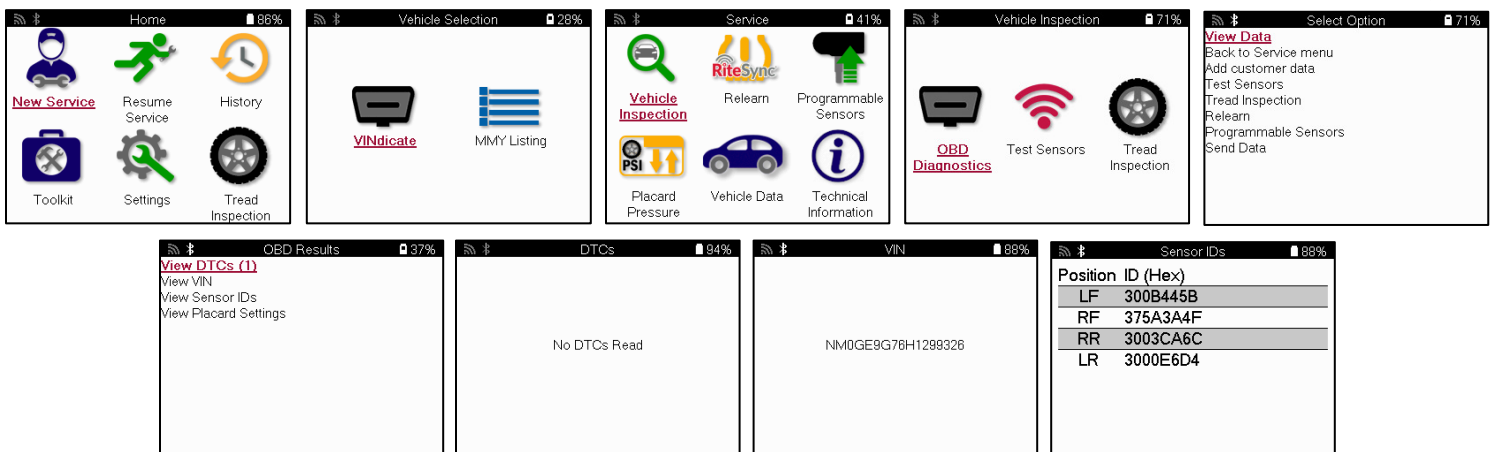 Home 86%
New Service
Resume Service
History
Toolkit
Settings
Tread Inspection
Vehicle Selection 28%
VINdicate
MMY Listing
Service 41%
Vehicle Inspection
RiteSync
Relearn
Programmable Sensors
PSI
Placard Pressure
Vehicle Data
Technical Information
Vehicle Inspection 71%
OBD Diagnostics
Test Sensors
Tread Inspection
Select Option 71%
View Data
Back to Service menu
Add customer data
Test Sensors
Tread Inspection
Relearn
Programmable Sensors
Send Data
OBD Results 37%
View DTCs (1)
View VIN
View Sensor IDs
View Placard Settings
DTCs 94%
No DTCs Read
VIN 88%
NM0GE9G76H1299326
Sensor IDs 88%
Position ID (Hex)
LF 300B445B
RF 375A3A4F
RR 3003CA6C
LR 3000E6D4